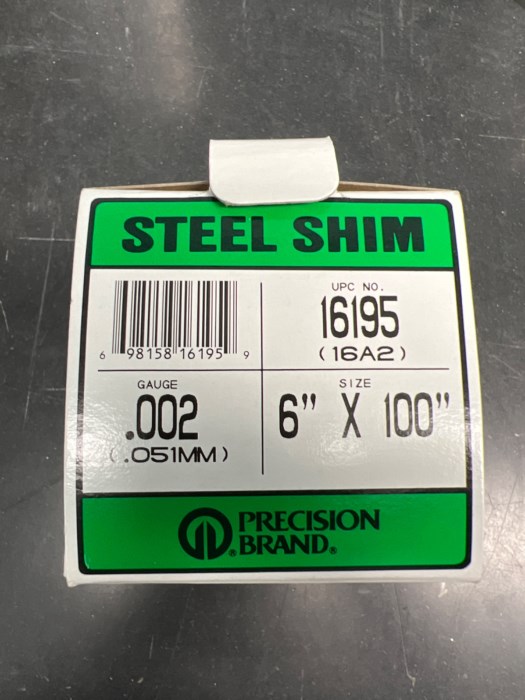 STEEL SHIM
6 98158 16195 9
UPC NO.
16195
(16A2)
GAUGE
.002
(.051MM)
SIZE
6" X 100"
PRECISION
BRAND®